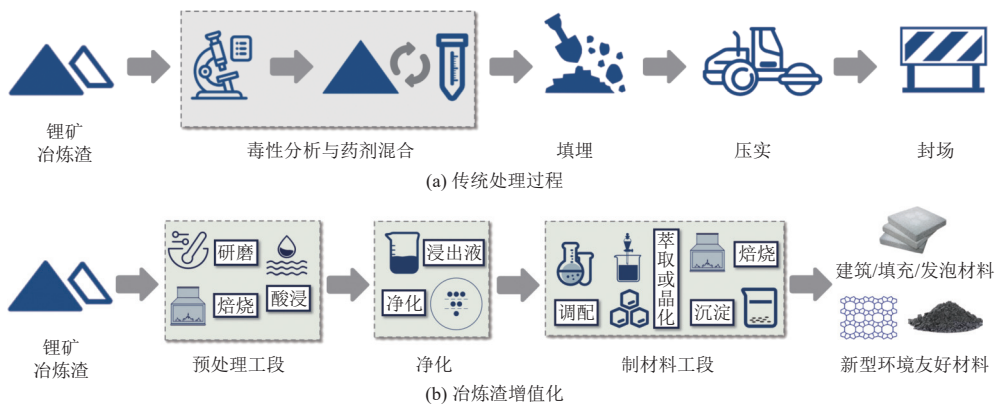 锂矿
冶炼渣
毒性分析与药剂混合
填埋
压实
封场
(a) 传统处理过程
研磨
焙烧
酸浸
浸出液
净化
调配
萃取或晶化
焙烧
沉淀
建筑/填充/发泡材料
新型环境友好材料
锂矿
冶炼渣
预处理工段
净化
制材料工段
(b) 冶炼渣增值化